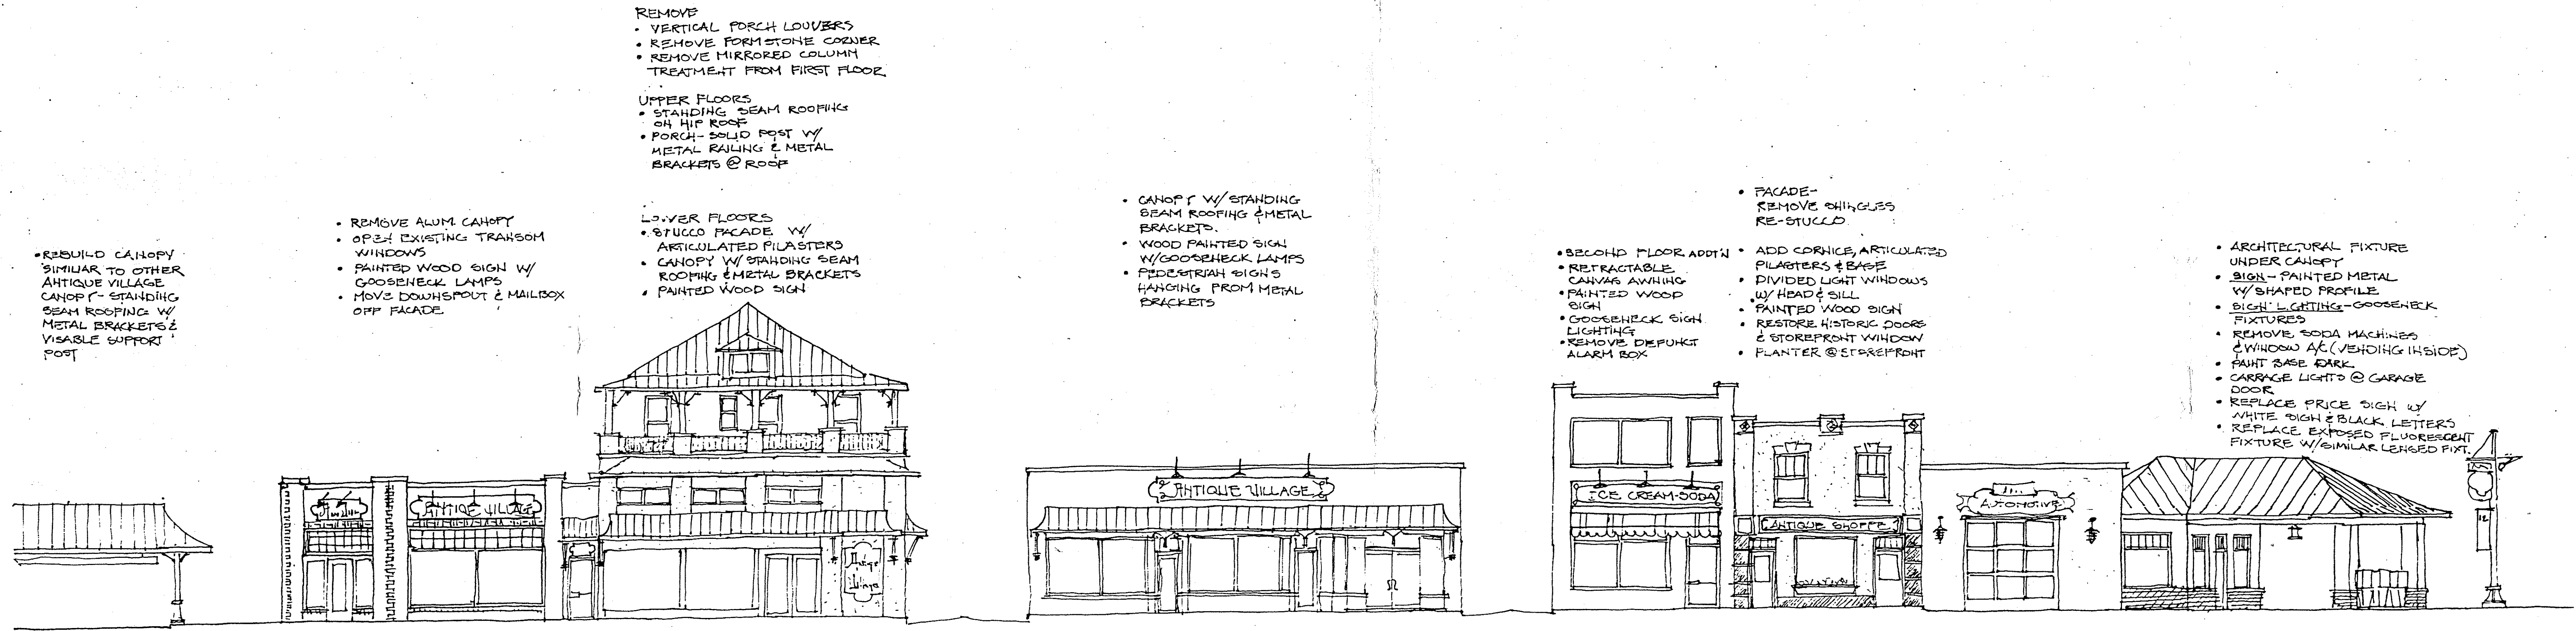 • REBUILD CANOPY
SIMILAR TO OTHER
ANTIQUE VILLAGE
CANOPY - STANDING
SEAM ROOFING W/
METAL BRACKETS &
VISABLE SUPPORT
POST
• REMOVE ALUM. CANOPY
• OPEN EXISTING TRANSOM
WINDOWS
• PAINTED WOOD SIGN W/
GOOSENECK LAMPS
• MOVE DOWNSPOUT & MAILBOX
OFF FACADE
REMOVE
• VERTICAL PORCH LOUVERS
• REMOVE FORMSTONE CORNER
• REMOVE MIRRORED COLUMN
TREATMENT FROM FIRST FLOOR
UPPER FLOORS
• STANDING SEAM ROOFING
ON HIP ROOF
• PORCH - SOLID POST W/
METAL RAILING & METAL
BRACKETS @ ROOF
LOWER FLOORS
• STUCCO FACADE W/
ARTICULATED PILASTERS
• CANOPY W/ STANDING SEAM
ROOFING & METAL BRACKETS
• PAINTED WOOD SIGN
• CANOPY W/ STANDING
SEAM ROOFING & METAL
BRACKETS.
• WOOD PAINTED SIGN
W/GOOSENECK LAMPS
• PEDESTRIAN SIGNS
HANGING FROM METAL
BRACKETS
• SECOND FLOOR ADDT'N
• RETRACTABLE
CANVAS AWNING
• PAINTED WOOD
SIGN
• GOOSENECK SIGN
LIGHTING
• REMOVE DEFUNCT
ALARM BOX
• FACADE -
REMOVE SHINGLES
RE-STUCCO
• ADD CORNICE, ARTICULATED
PILASTERS & BASE
• DIVIDED LIGHT WINDOWS
W/ HEAD & SILL
• PAINTED WOOD SIGN
• RESTORE HISTORIC DOORS
& STOREFRONT WINDOW
• PLANTER @ STOREFRONT
• ARCHITECTURAL FIXTURE
UNDER CANOPY
• SIGN - PAINTED METAL
W/ SHAPED PROFILE
• SIGN LIGHTING - GOOSENECK
FIXTURES
• REMOVE SODA MACHINES
& WINDOW A/C (VENDING INSIDE)
• PAINT BASE DARK
• CARRAGE LIGHTS @ GARAGE
DOOR
• REPLACE PRICE SIGN W/
WHITE SIGN & BLACK LETTERS
• REPLACE EXPOSED FLUORESCENT
FIXTURE W/SIMILAR LENSED FIXT.
ANTIQUE VILLAGE
ANTIQUE VILLAGE
ICE CREAM-SODA
ANTIQUE SHOPPE
AUTOMOTIVE
12